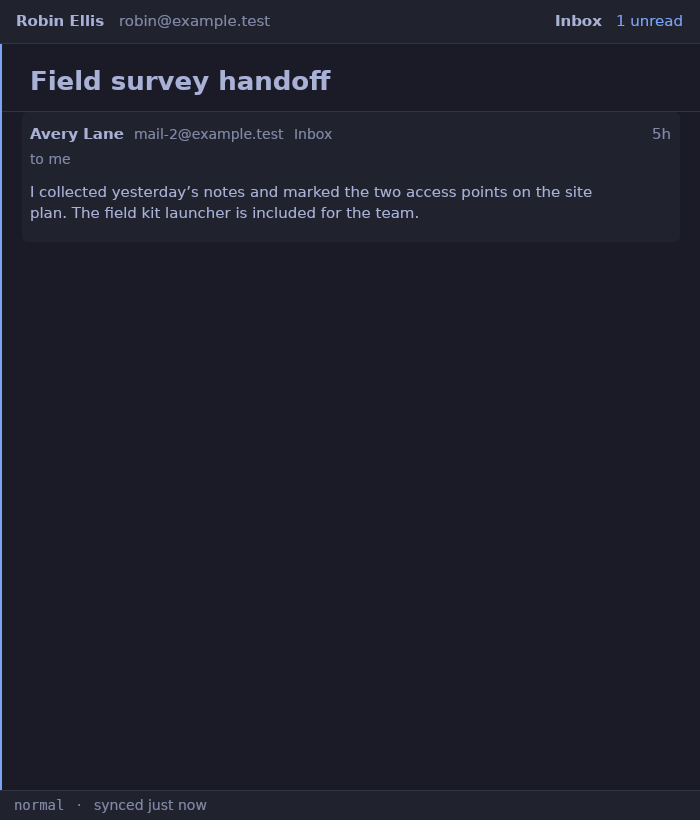 Robin Ellis robin@example.test Inbox 1 unread
Field survey handoff
Avery Lane mail-2@example.test Inbox 5h
to me
I collected yesterday’s notes and marked the two access points on the site
plan. The field kit launcher is included for the team.
normal · synced just now